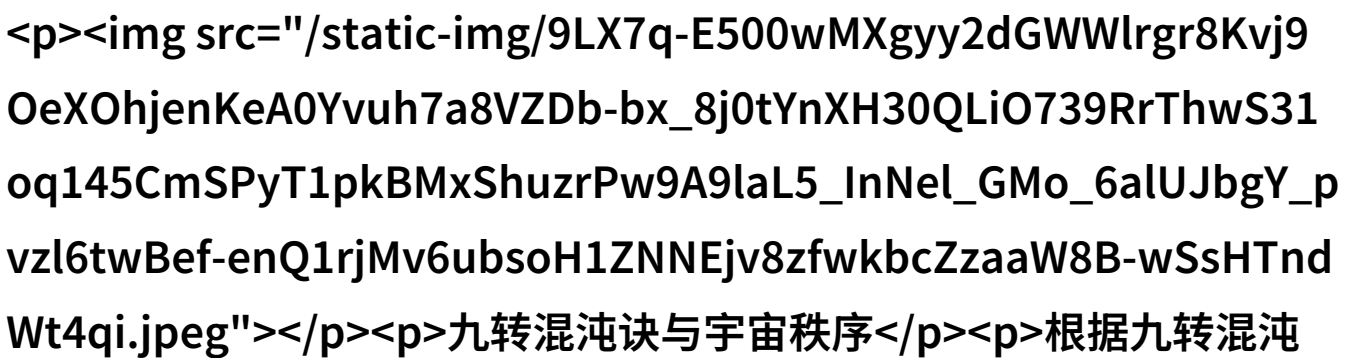 <p><img src="/static-img/9LX7q-E500wMXgyy2dGWWlrgr8Kvj9
OeXOhjenKeA0Yvuh7a8VZDb-bx_8j0tYnXH30QLiO739RrThwS31
oq145CmSPyT1pkBMxShuzrPw9A9laL5_InNel_GMo_6alUJbgY_p
vzl6twBef-enQ1rjMv6ubsoH1ZNNEjv8zfwkbcZzaaW8B-wSsHTnd
Wt4qi.jpeg"></p><p>九转混沌诀与宇宙秩序</p><p>根据九转混沌